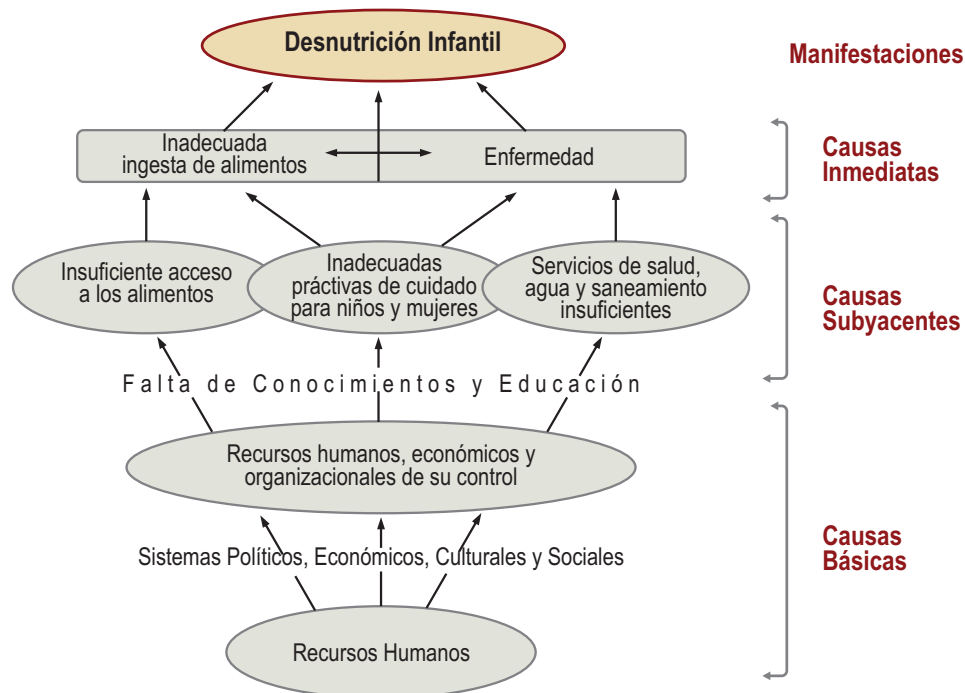 Desnutrición Infantil
Manifestaciones
Inadecuada
ingesta de alimentos
Enfermedad
Causas
Inmediatas
Insuficiente acceso
a los alimentos
Inadecuadas
práctivas de cuidado
para niños y mujeres
Servicios de salud,
agua y saneamiento
insuficientes
Causas
Subyacentes
Falta de Conocimientos y Educación
Recursos humanos, económicos y
organizacionales de su control
Sistemas Políticos, Económicos, Culturales y Sociales
Causas
Básicas
Recursos Humanos